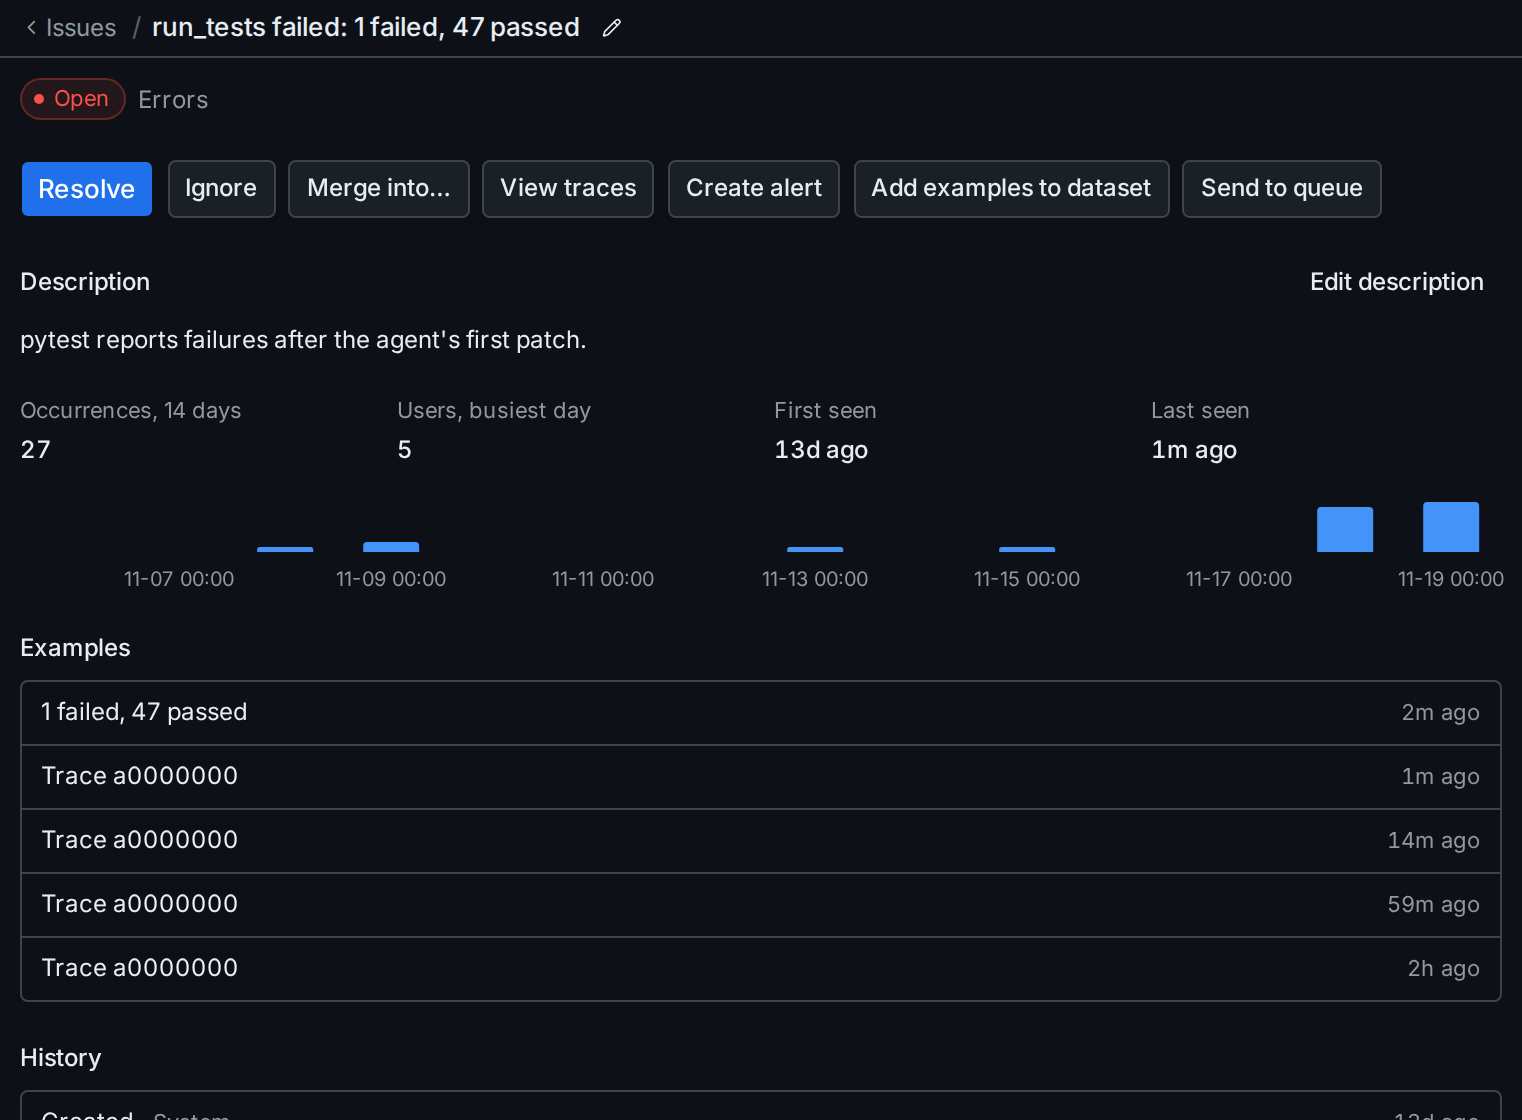 Issues / run_tests failed: 1 failed, 47 passed
Open Errors
Resolve Ignore Merge into... View traces Create alert Add examples to dataset Send to queue
Description Edit description
pytest reports failures after the agent's first patch.
Occurrences, 14 days Users, busiest day First seen Last seen
27 5 13d ago 1m ago
11-07 00:00 11-09 00:00 11-11 00:00 11-13 00:00 11-15 00:00 11-17 00:00 11-19 00:00
Examples
1 failed, 47 passed 2m ago
Trace a0000000 1m ago
Trace a0000000 14m ago
Trace a0000000 59m ago
Trace a0000000 2h ago
History
Created System 13d ago